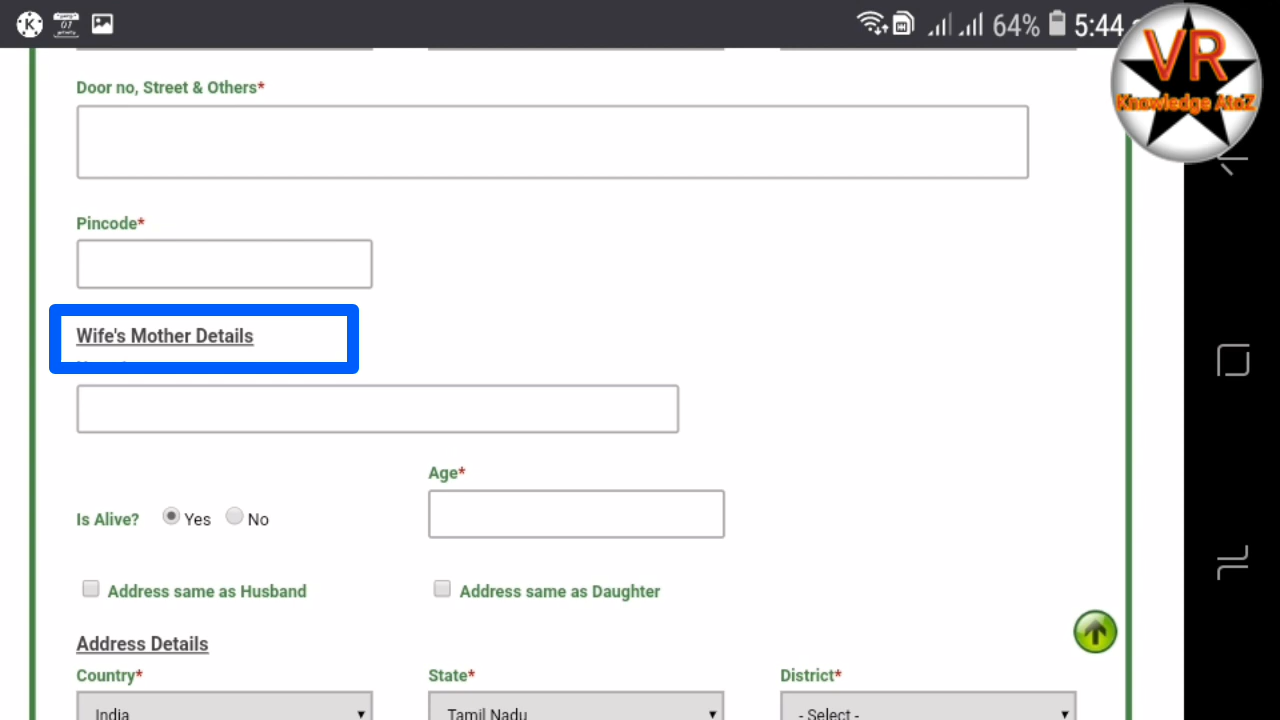 64% 5:44
VR
Knowledge AtoZ
Door no, Street & Others*
Pincode*
Wife's Mother Details
Age*
Is Alive? Yes No
Address same as Husband Address same as Daughter
Address Details
Country* State* District*
India Tamil Nadu - Select -